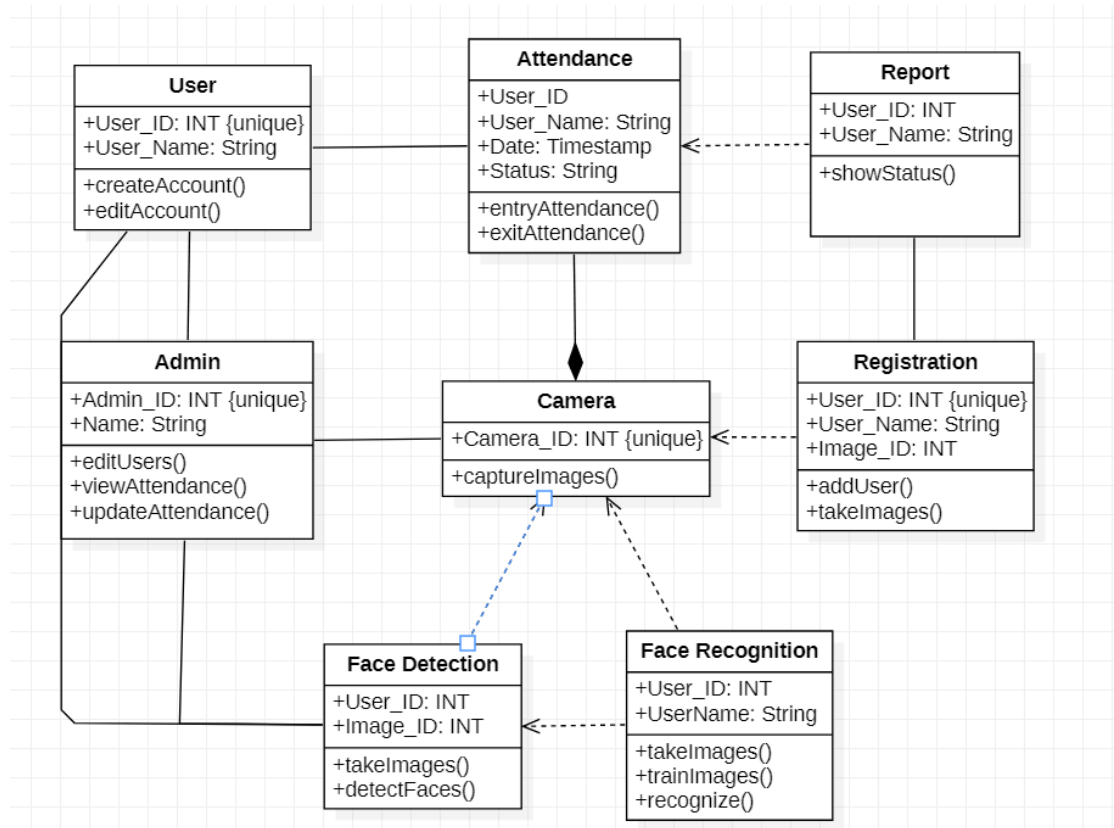 User
+User_ID: INT {unique}
+User_Name: String
+createAccount()
+editAccount()
Attendance
+User_ID
+User_Name: String
+Date: Timestamp
+Status: String
+entryAttendance()
+exitAttendance()
Report
+User_ID: INT
+User_Name: String
+showStatus()
Admin
+Admin_ID: INT {unique}
+Name: String
+editUsers()
+viewAttendance()
+updateAttendance()
Camera
+Camera_ID: INT {unique}
+captureImages()
Registration
+User_ID: INT {unique}
+User_Name: String
+Image_ID: INT
+addUser()
+takeImages()
Face Detection
+User_ID: INT
+Image_ID: INT
+takeImages()
+detectFaces()
Face Recognition
+User_ID: INT
+UserName: String
+takeImages()
+trainImages()
+recognize()